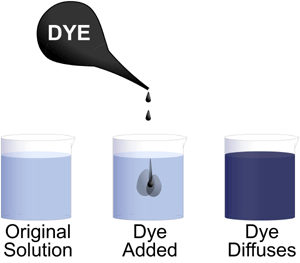 DYE
Original
Solution
Dye
Added
Dye
Diffuses